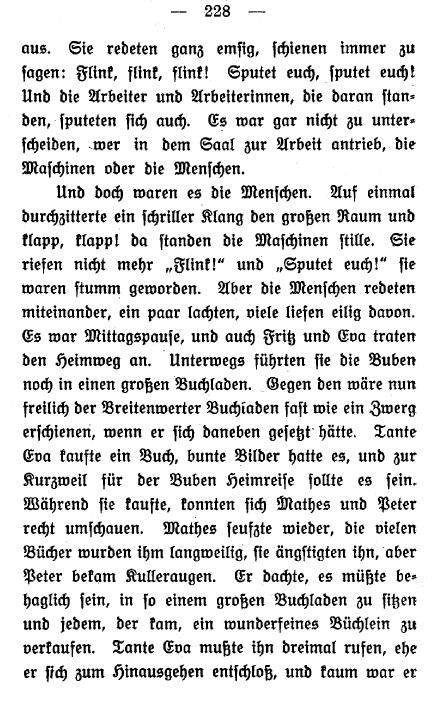 — 228 —
aus. Sie redeten ganz emſig, ſchienen immer zu
ſagen: Flink, flink, flink! Sputet euch, ſputet euch!
Und die Arbeiter und Arbeiterinnen, die daran ſtan-
den, ſputeten ſich auch. Es war gar nicht zu unter-
ſcheiden, wer in dem Saal zur Arbeit antrieb, die
Maſchinen oder die Menſchen.
Und doch waren es die Menſchen. Auf einmal
durchzitterte ein ſchriller Klang den großen Raum und
klapp, klapp! da ſtanden die Maſchinen ſtille. Sie
riefen nicht mehr „Flink!“ und „Sputet euch!“ ſie
waren ſtumm geworden. Aber die Menſchen redeten
miteinander, ein paar lachten, viele liefen eilig davon.
Es war Mittagspauſe, und auch Fritz und Eva traten
den Heimweg an. Unterwegs führten ſie die Buben
noch in einen großen Buchladen. Gegen den wäre nun
freilich der Breitenwerter Buchladen faſt wie ein Zwerg
erſchienen, wenn er ſich daneben geſetzt hätte. Tante
Eva kaufte ein Buch, bunte Bilder hatte es, und zur
Kurzweil für der Buben Heimreiſe ſollte es ſein.
Während ſie kaufte, konnten ſich Mathes und Peter
recht umſchauen. Mathes ſeufzte wieder, die vielen
Bücher wurden ihm langweilig, ſie ängſtigten ihn, aber
Peter bekam Kulleraugen. Er dachte, es müßte be-
haglich ſein, in ſo einem großen Buchladen zu ſitzen
und jedem, der kam, ein wunderfeines Büchlein zu
verkaufen. Tante Eva mußte ihn dreimal rufen, ehe
er ſich zum Hinausgehen entſchloß, und kaum war er